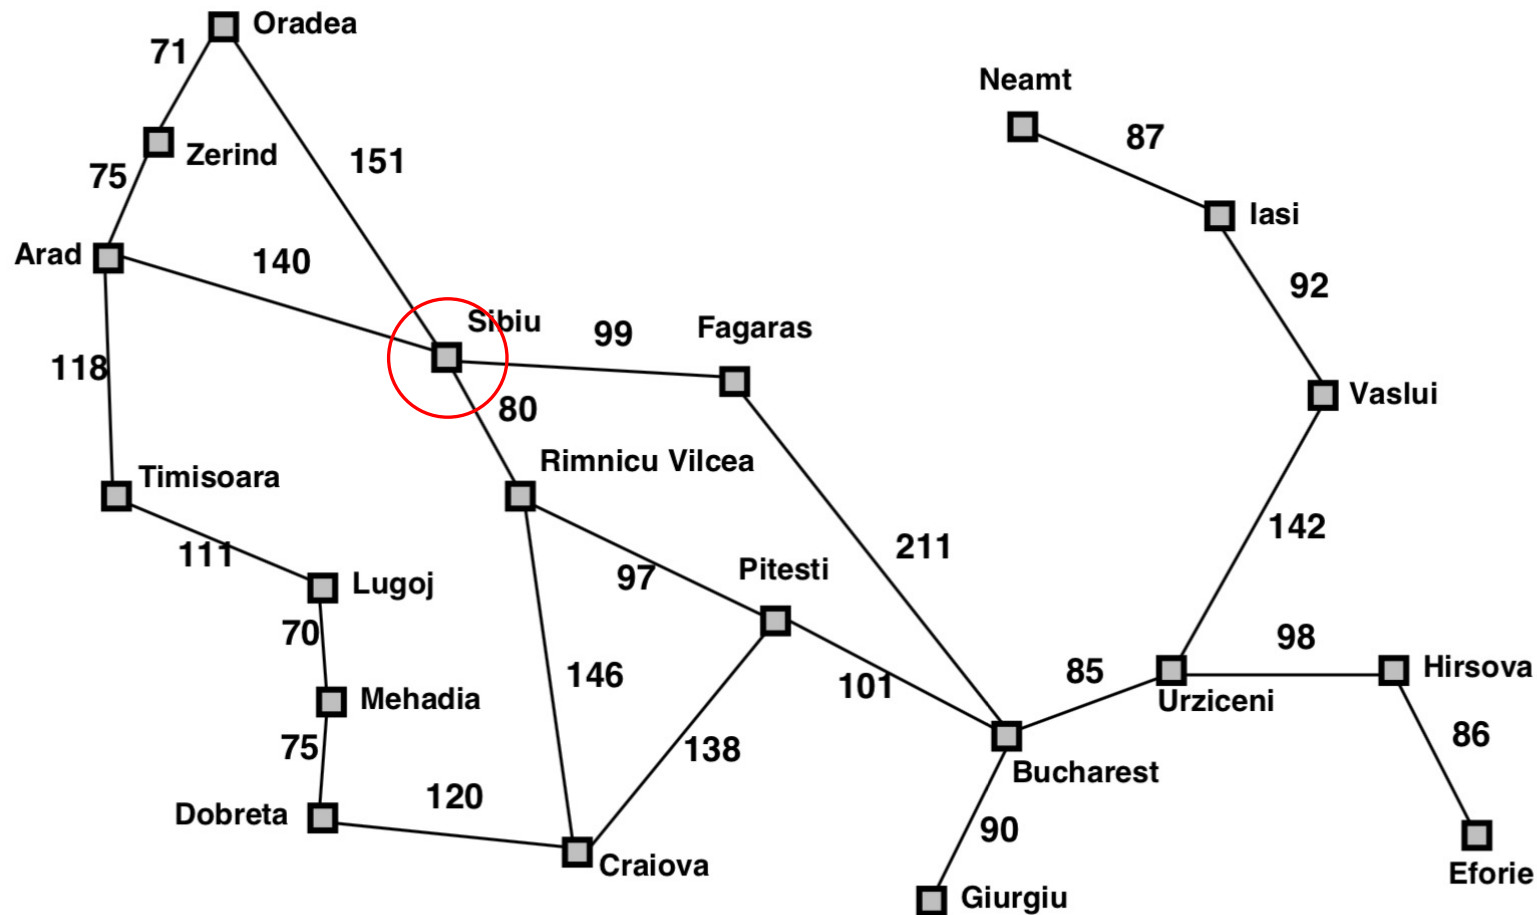 Oradea
71
Neamt
87
Zerind
151
75
Iasi
Arad
140
92
Sibiu
99
Fagaras
118
80
Vaslui
Rimnicu Vilcea
Timisoara
142
211
111
Pitesti
97
Lugoj
70
98
Hirsova
146
85
101
Urziceni
Mehadia
86
75
138
Bucharest
120
Dobreta
90
Craiova
Eforie
Giurgiu